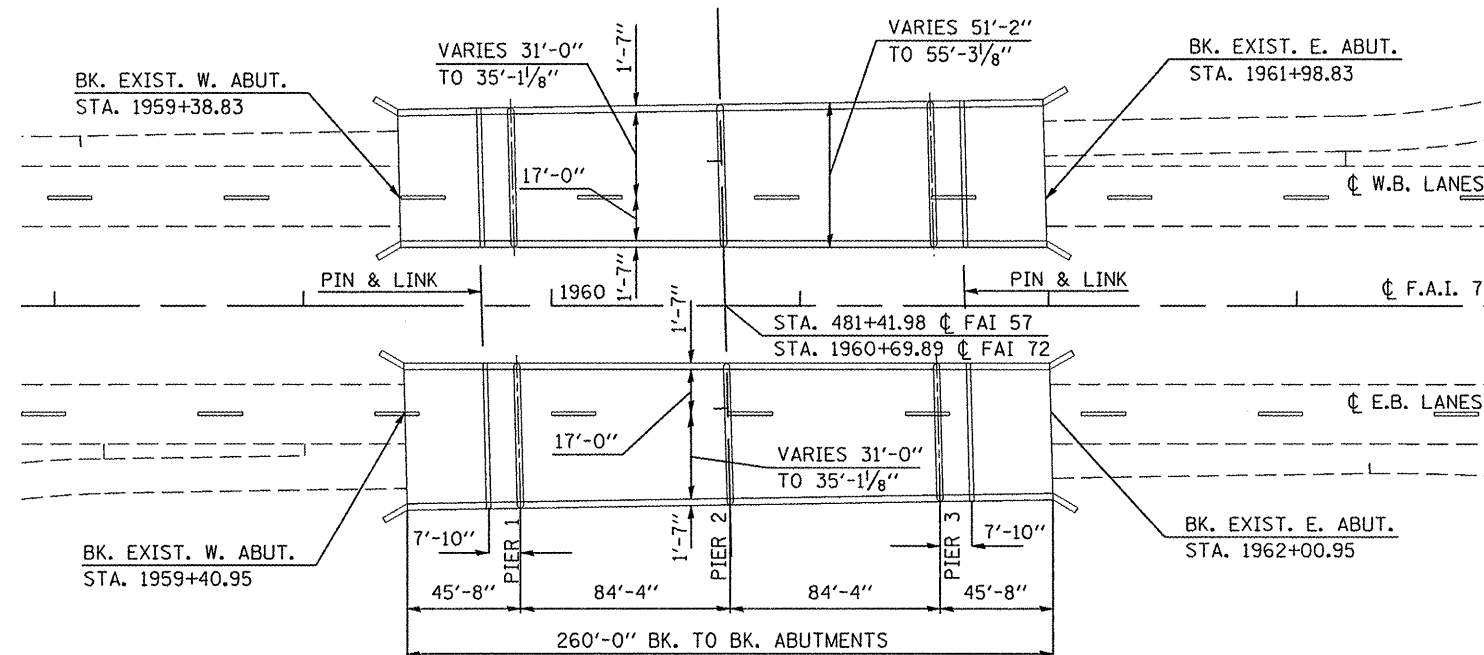 VARIES 31'-0"
TO 35'-1 1/8"
1'-7"
VARIES 51'-2"
TO 55'-3 1/8"
BK. EXIST. W. ABUT.
STA. 1959+38.83
BK. EXIST. E. ABUT.
STA. 1961+98.83
17'-0"
℄ W.B. LANES
PIN & LINK
1960
1'-7"
PIN & LINK
℄ F.A.I. 7
1'-7"
STA. 481+41.98 ℄ FAI 57
STA. 1960+69.89 ℄ FAI 72
℄ E.B. LANES
17'-0"
VARIES 31'-0"
TO 35'-1 1/8"
BK. EXIST. W. ABUT.
STA. 1959+40.95
7'-10"
PIER 1
1'-7"
PIER 2
PIER 3
7'-10"
BK. EXIST. E. ABUT.
STA. 1962+00.95
45'-8"
84'-4"
84'-4"
45'-8"
260'-0" BK. TO BK. ABUTMENTS